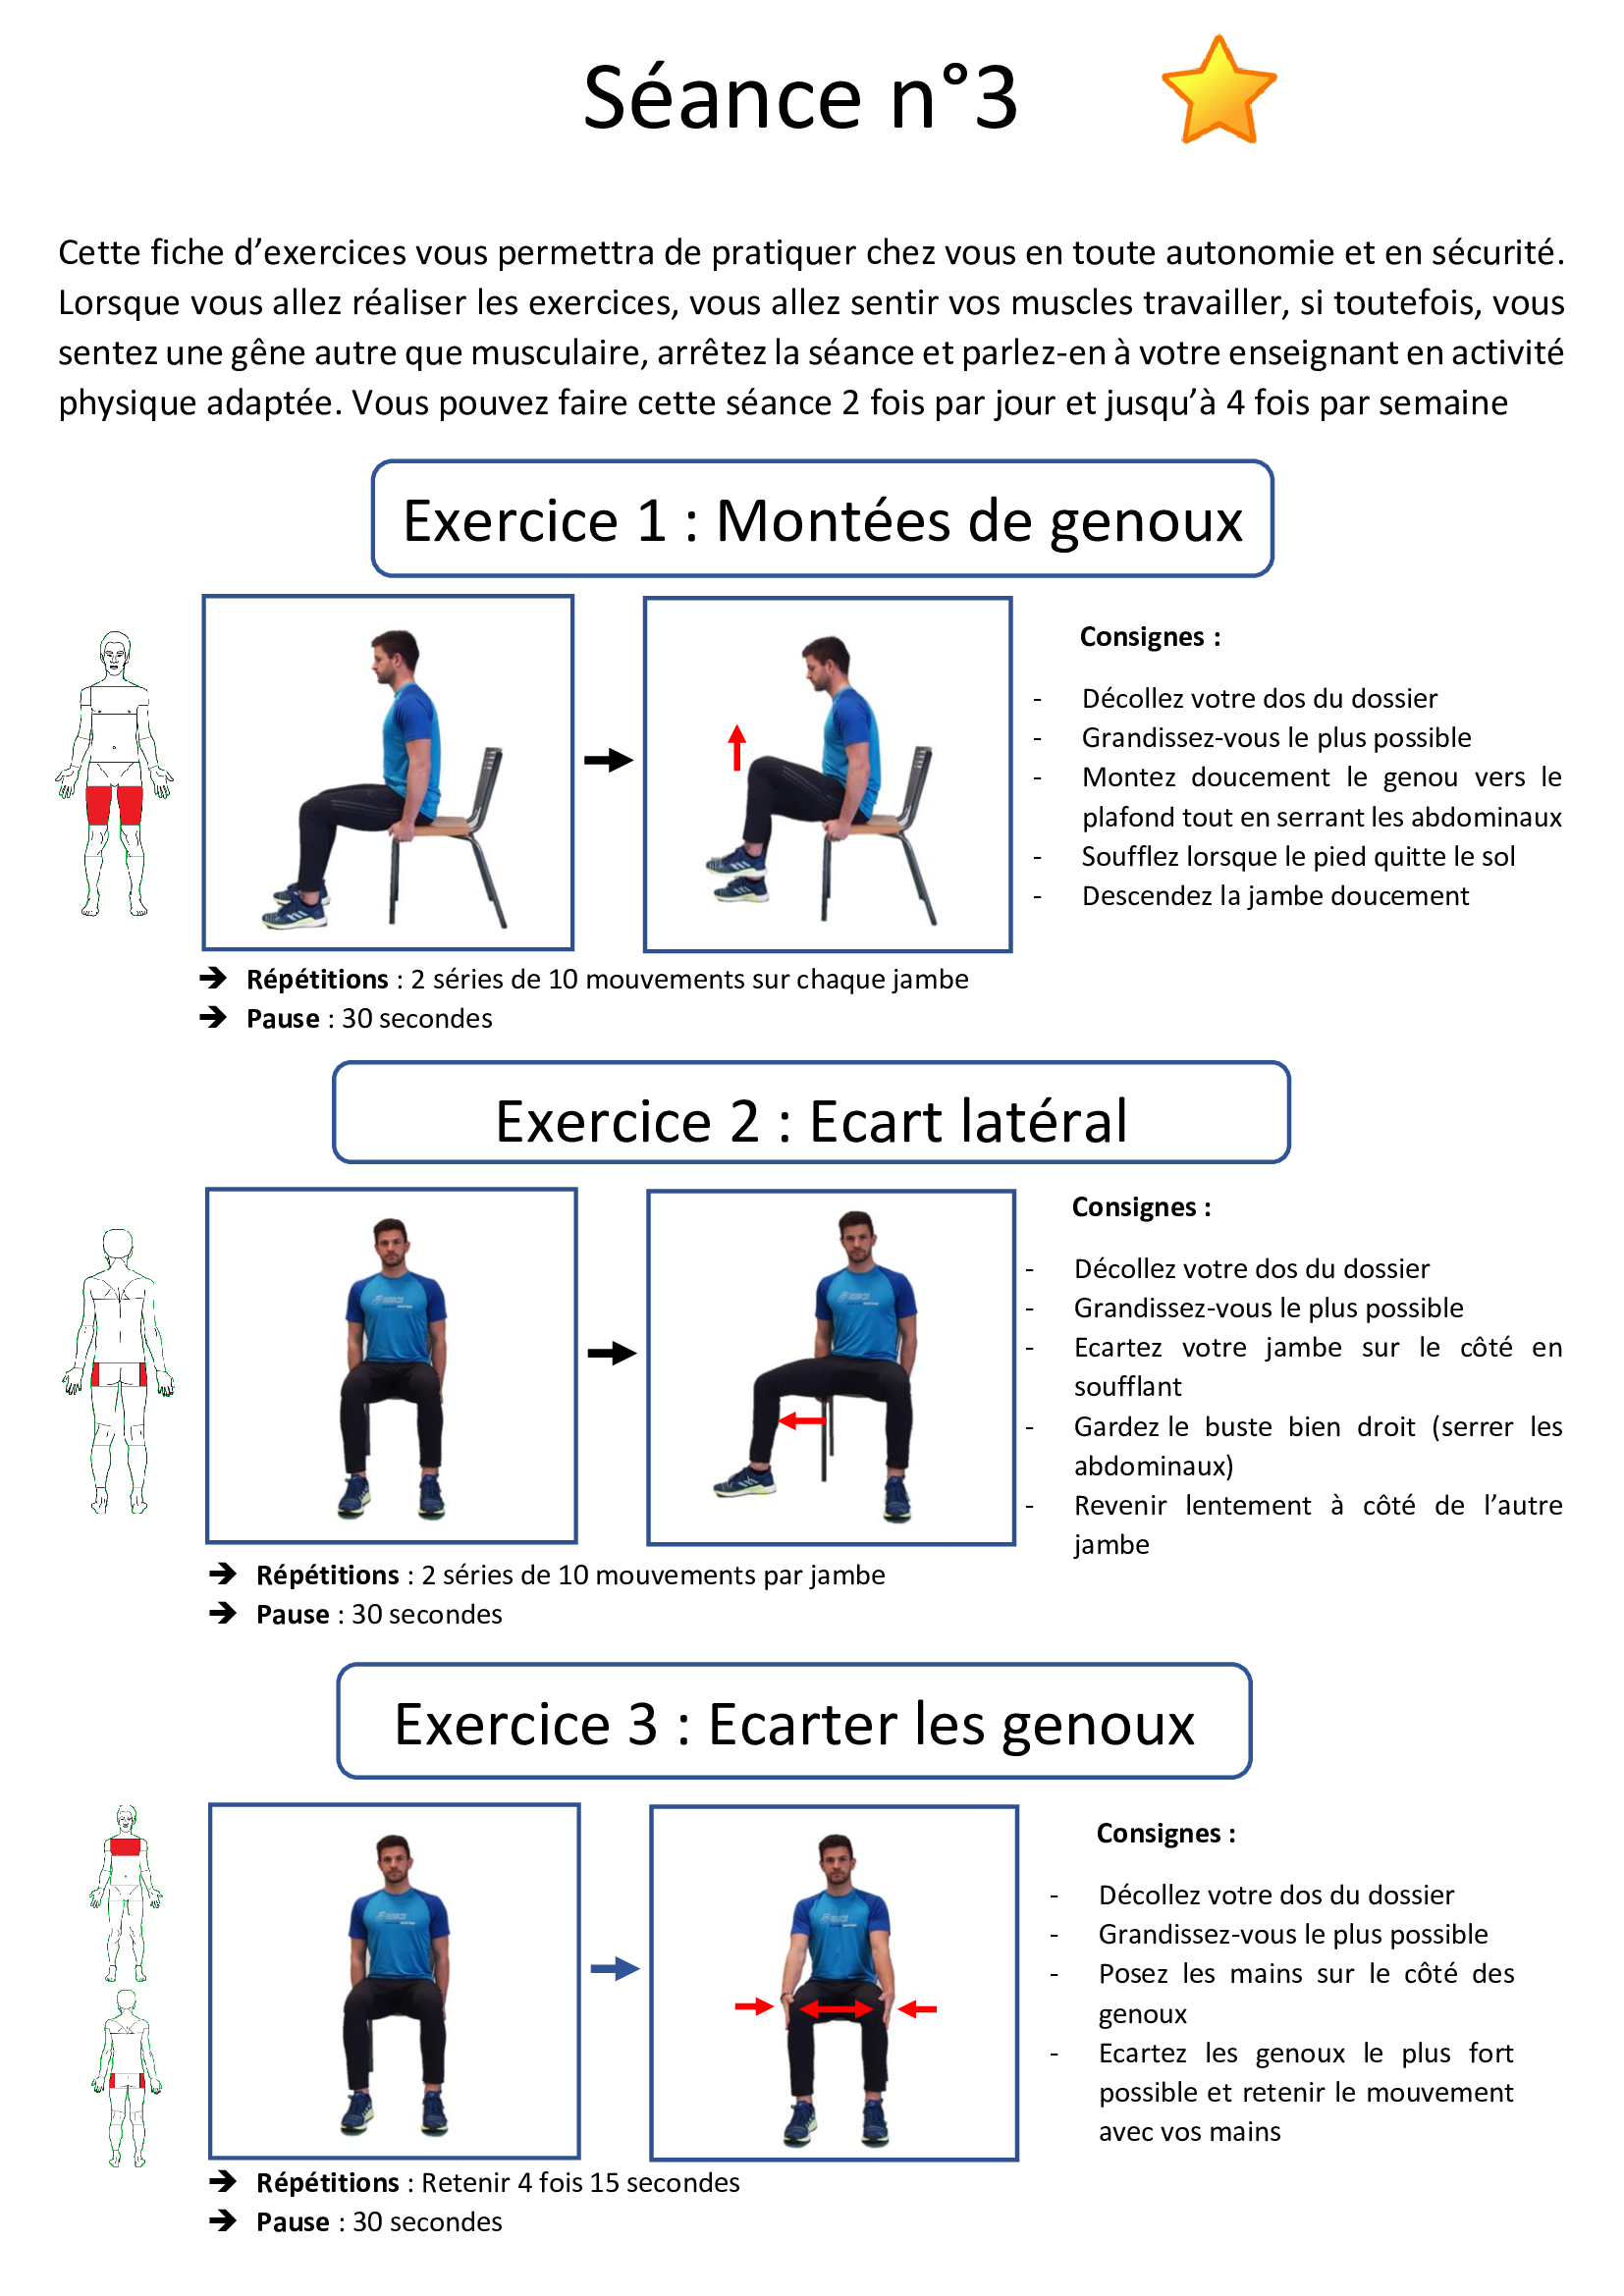 Séance n°3
Cette fiche d’exercices vous permettra de pratiquer chez vous en toute autonomie et en sécurité.
Lorsque vous allez réaliser les exercices, vous allez sentir vos muscles travailler, si toutefois, vous
sentez une gêne autre que musculaire, arrêtez la séance et parlez-en à votre enseignant en activité
physique adaptée. Vous pouvez faire cette séance 2 fois par jour et jusqu’à 4 fois par semaine
Exercice 1 : Montées de genoux
Consignes :
- Décollez votre dos du dossier
- Grandissez-vous le plus possible
- Montez doucement le genou vers le
plafond tout en serrant les abdominaux
- Soufflez lorsque le pied quitte le sol
- Descendez la jambe doucement
➔ Répétitions : 2 séries de 10 mouvements sur chaque jambe
➔ Pause : 30 secondes
Exercice 2 : Ecart latéral
Consignes :
- Décollez votre dos du dossier
- Grandissez-vous le plus possible
- Ecartez votre jambe sur le côté en
soufflant
- Gardez le buste bien droit (serrer les
abdominaux)
- Revenir lentement à côté de l’autre
jambe
➔ Répétitions : 2 séries de 10 mouvements par jambe
➔ Pause : 30 secondes
Exercice 3 : Ecarter les genoux
Consignes :
- Décollez votre dos du dossier
- Grandissez-vous le plus possible
- Posez les mains sur le côté des
genoux
- Ecartez les genoux le plus fort
possible et retenir le mouvement
avec vos mains
➔ Répétitions : Retenir 4 fois 15 secondes
➔ Pause : 30 secondes